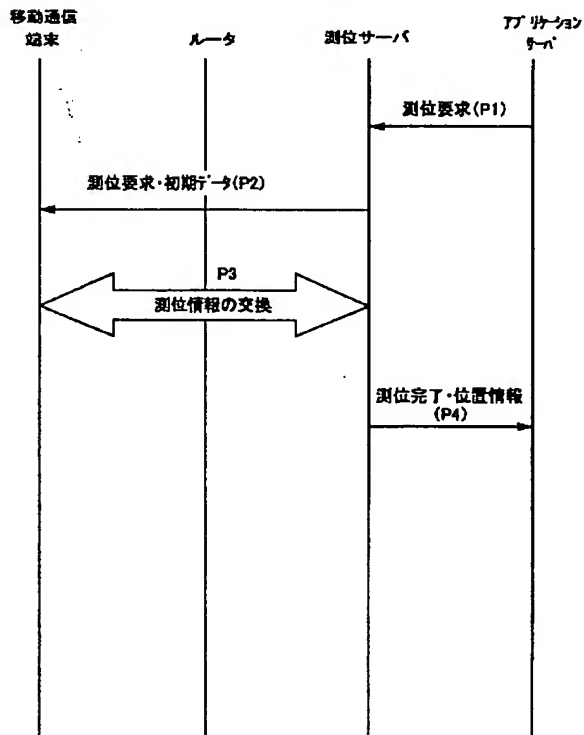 移動通信
端末
ルータ
測位サーバ
アプリケーション
サーバ
測位要求(P1)
測位要求・初期データ(P2)
P3
測位情報の交換
測位完了・位置情報
(P4)